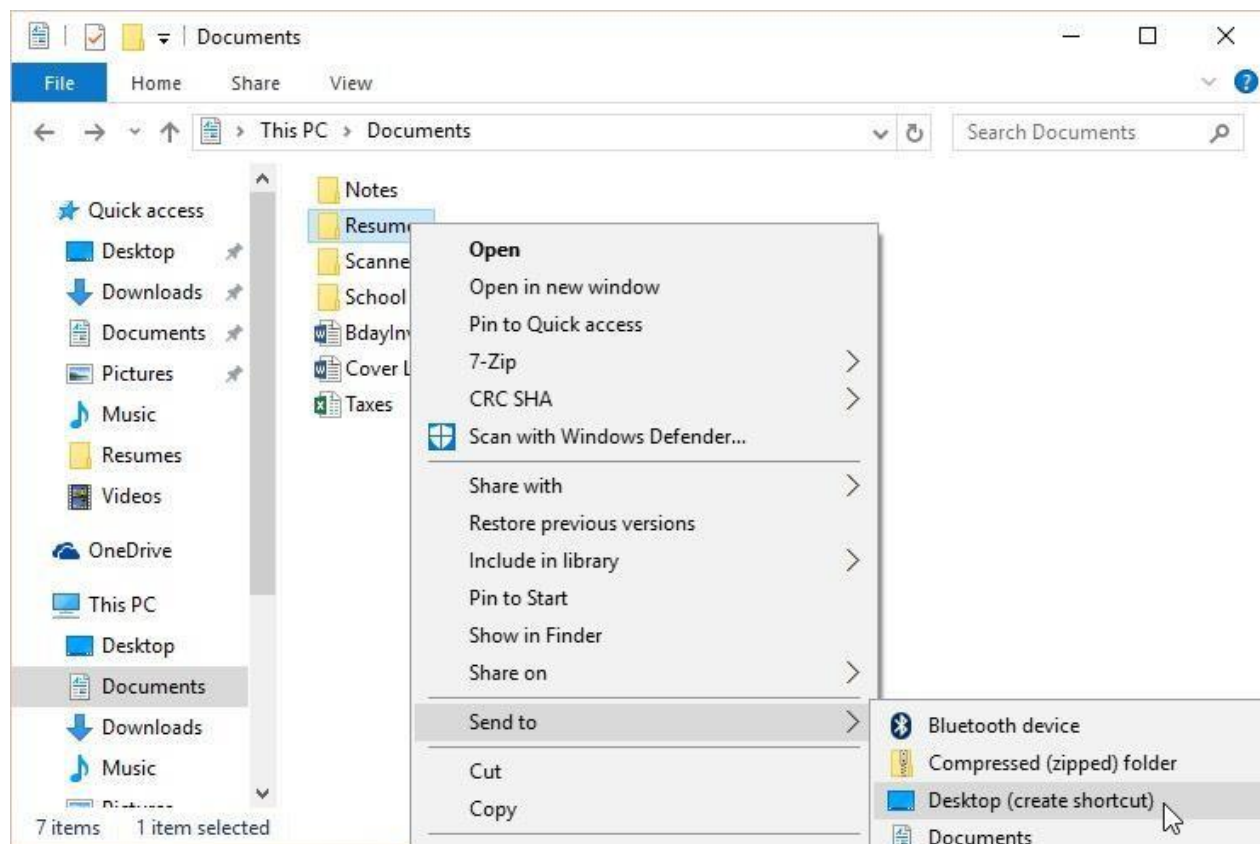 Documents
File Home Share View
This PC Documents
Search Documents
Quick access
Desktop
Downloads
Documents
Pictures
Music
Resumes
Videos
OneDrive
This PC
Desktop
Documents
Downloads
Music
Notes
School
Taxes
Open
Open in new window
Pin to Quick access
7-Zip
CRC SHA
Scan with Windows Defender...
Share with
Restore previous versions
Include in library
Pin to Start
Show in Finder
Share on
Send to
Cut
Copy
Bluetooth device
Compressed (zipped) folder
Desktop (create shortcut)
Documents
7 items 1 item selected